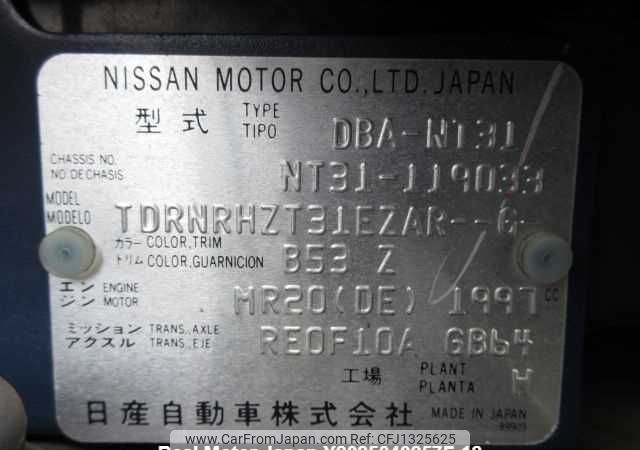 NISSAN MOTOR CO.,LTD.JAPAN
型式 TYPE TIPO DBA-NT31
CHASSIS NO. NO DE CHASIS NT31-119033
MODEL MODELO TDRNRHZT31EZAR--G-
カラー COLOR,TRIM
トリム COLOR,GUARNICION B53 Z
エンジン ENGINE MOTOR MR20(DE) 1997 CC
ミッション TRANS.,AXLE
アクスル TRANS.,EJE RE0F10A GB64
工場 PLANT PLANTA H
日産自動車株式会社 MADE IN JAPAN
www.CarFromJapan.com ID: CFJ1325625